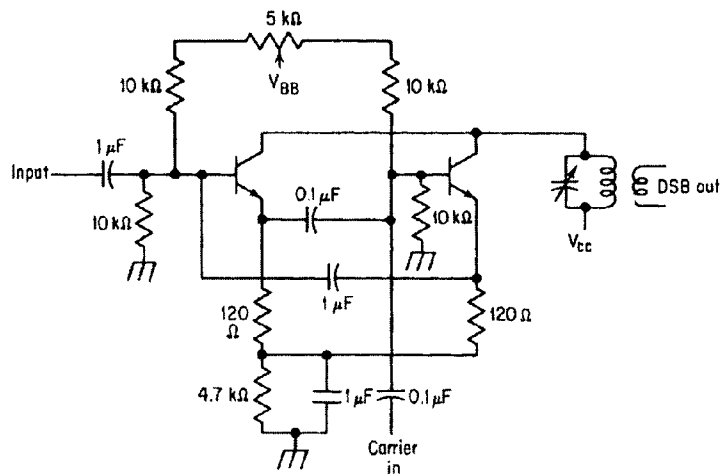 5 kΩ
V_BB
10 kΩ
10 kΩ
1 μF
Input
0.1 μF
10 kΩ
10 kΩ
DSB out
V_CC
1 μF
120 Ω
120 Ω
4.7 kΩ
1 μF
0.1 μF
Carrier in